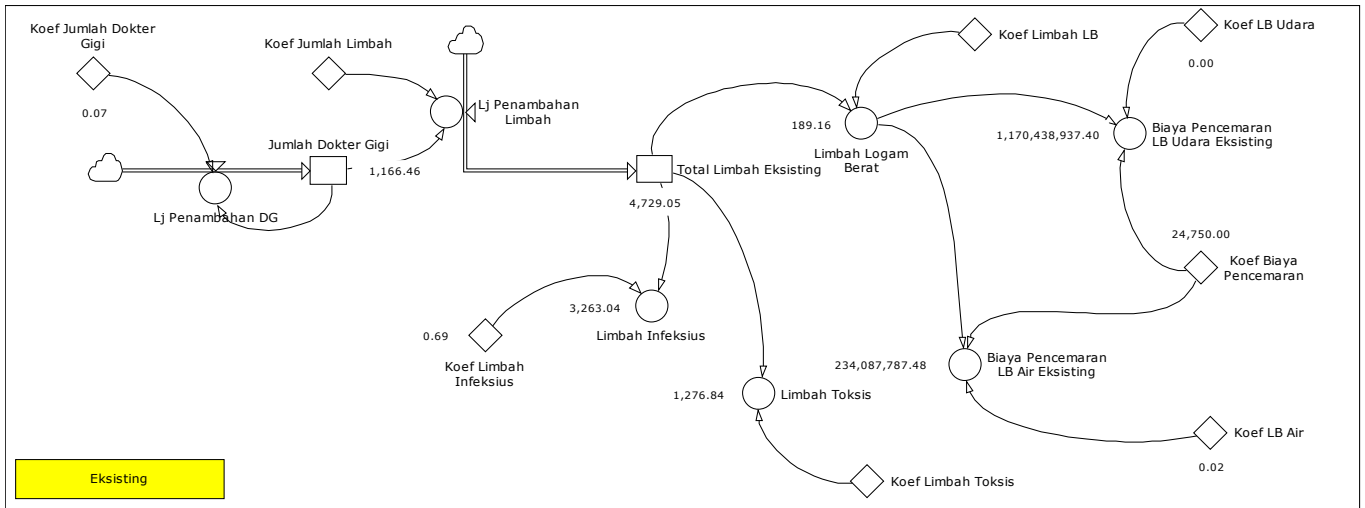 Koef Jumlah Dokter
Gigi
0.07
Koef Jumlah Limbah
Lj Penambahan
Limbah
Jumlah Dokter Gigi
1,166.46
Lj Penambahan DG
Total Limbah Eksisting
4,729.05
Koef Limbah LB
189.16
Limbah Logam
Berat
Koef LB Udara
0.00
1,170,438,937.40
Biaya Pencemaran
LB Udara Eksisting
24,750.00
Koef Biaya
Pencemaran
3,263.04
Limbah Infeksius
0.69
Koef Limbah
Infeksius
234,087,787.48
Biaya Pencemaran
LB Air Eksisting
1,276.84
Limbah Toksis
Koef LB Air
0.02
Koef Limbah Toksis
Eksisting